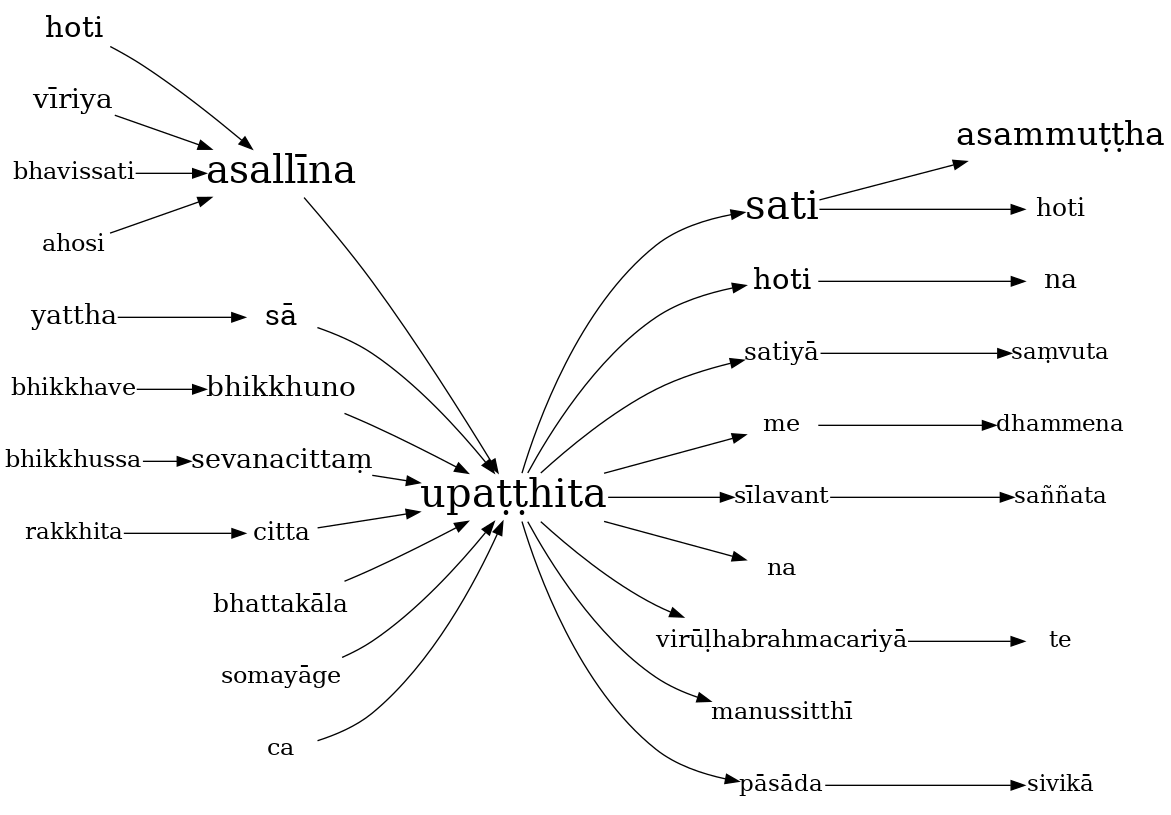 hoti
vīriya
bhavissati
ahosi
yattha
bhikkhave
bhikkhussa
rakkhita
asallīna
sā
bhikkhuno
sevanacittaṃ
citta
bhattakāla
somayāge
ca
upaṭṭhita
sati
hoti
satiyā
me
sīlavant
na
virūḷhabrahmacariyā
manussitthī
pāsāda
asammuṭṭha
hoti
na
saṃvuta
dhammena
saññata
te
sivikā